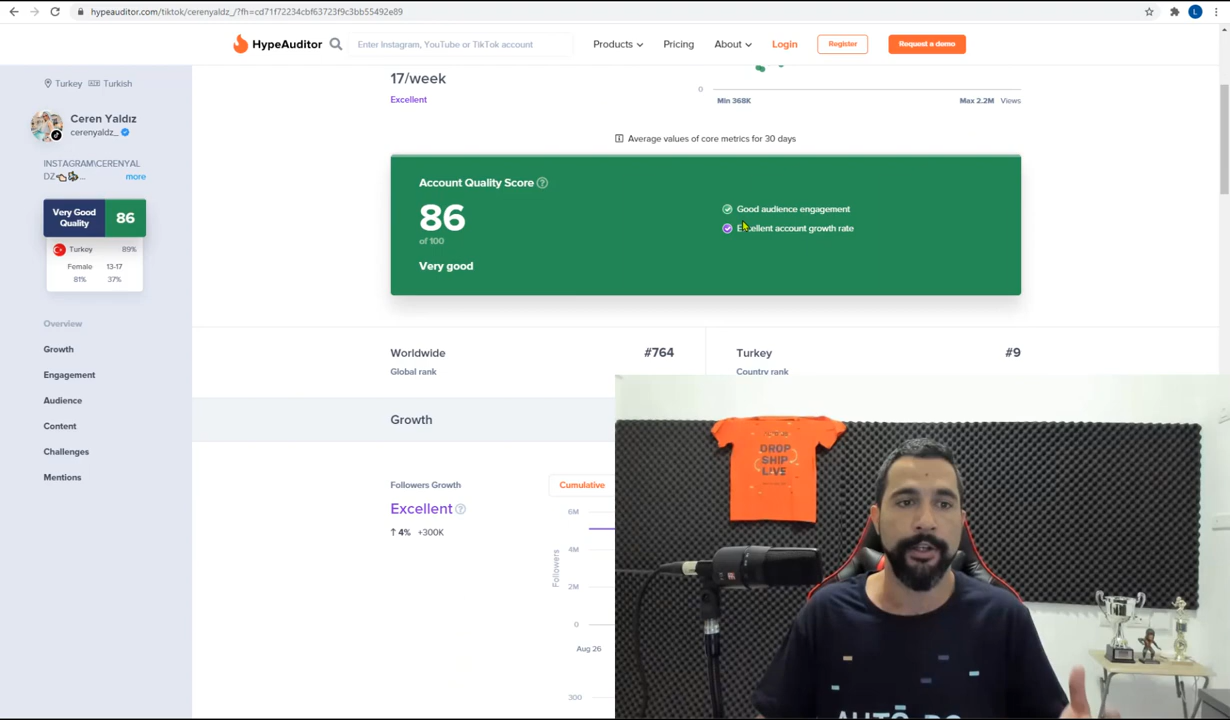 hypeauditor.com/tiktok/cerenyaldz_/?fh=cd71f72234cbf63723f9c3bb55492e89
L
HypeAuditor
Enter Instagram, YouTube or TikTok account
Products
Pricing
About
Login
Register
Request a demo
Turkey
Turkish
Ceren Yaldız
cerenyaldz_
INSTAGRAM\CERENYAL
DZ
...
more
Very Good
Quality
86
Turkey
89%
Female
13-17
81%
37%
Overview
Growth
Engagement
Audience
Content
Challenges
Mentions
17/week
Excellent
0
Min 368K
Max 2.2M
Views
Average values of core metrics for 30 days
Account Quality Score
86
of 100
Very good
Good audience engagement
Excellent account growth rate
Worldwide
#764
Global rank
Turkey
#9
Country rank
Growth
Followers Growth
Excellent
↑ 4% +300K
Cumulative
6M
4M
2M
0
Followers
Aug 26
300
DROP
SHIP
LIVE